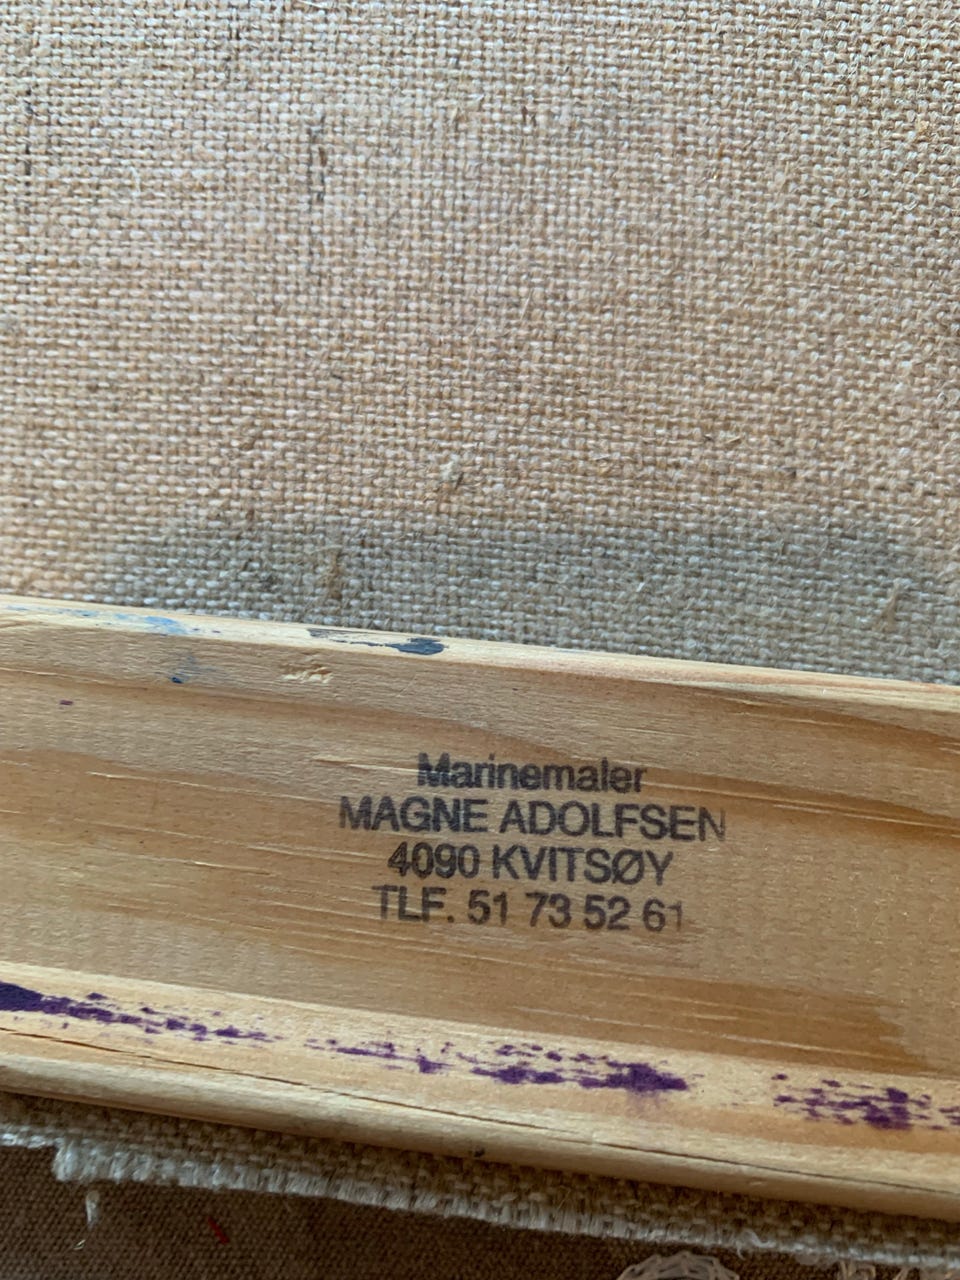 Marinemaler
MAGNE ADOLFSEN
4090 KVITSØY
TLF. 51 73 52 61